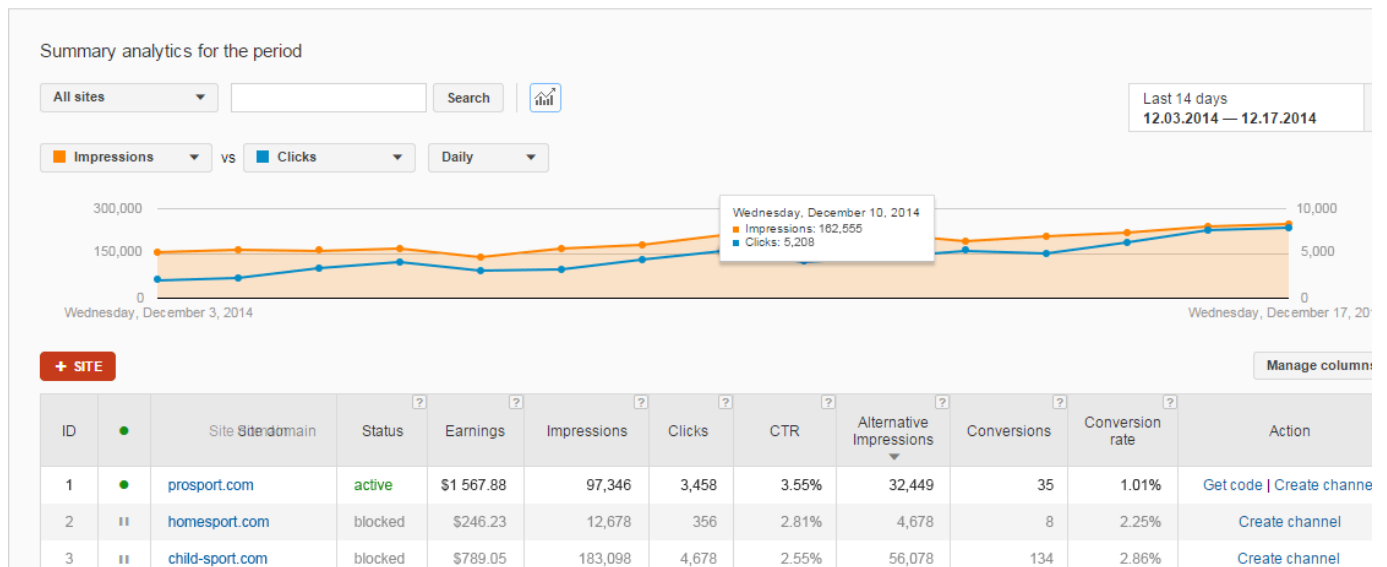 Summary analytics for the period
All sites
Search
Last 14 days
12.03.2014 — 12.17.2014
Impressions vs Clicks Daily
300,000
150,000
0
10,000
5,000
0
Wednesday, December 10, 2014
Impressions: 162,555
Clicks: 5,208
Wednesday, December 3, 2014
Wednesday, December 17, 20
+ SITE
Manage columns
? ? ? ? ? ? ? ?
ID Site Status Earnings Impressions Clicks CTR Alternative Impressions Conversions Conversion rate Action
1 prosport.com active $1 567.88 97,346 3,458 3.55% 32,449 35 1.01% Get code | Create channe
2 homesport.com blocked $246.23 12,678 356 2.81% 4,678 8 2.25% Create channel
3 child-sport.com blocked $789.05 183,098 4,678 2.55% 56,078 134 2.86% Create channel